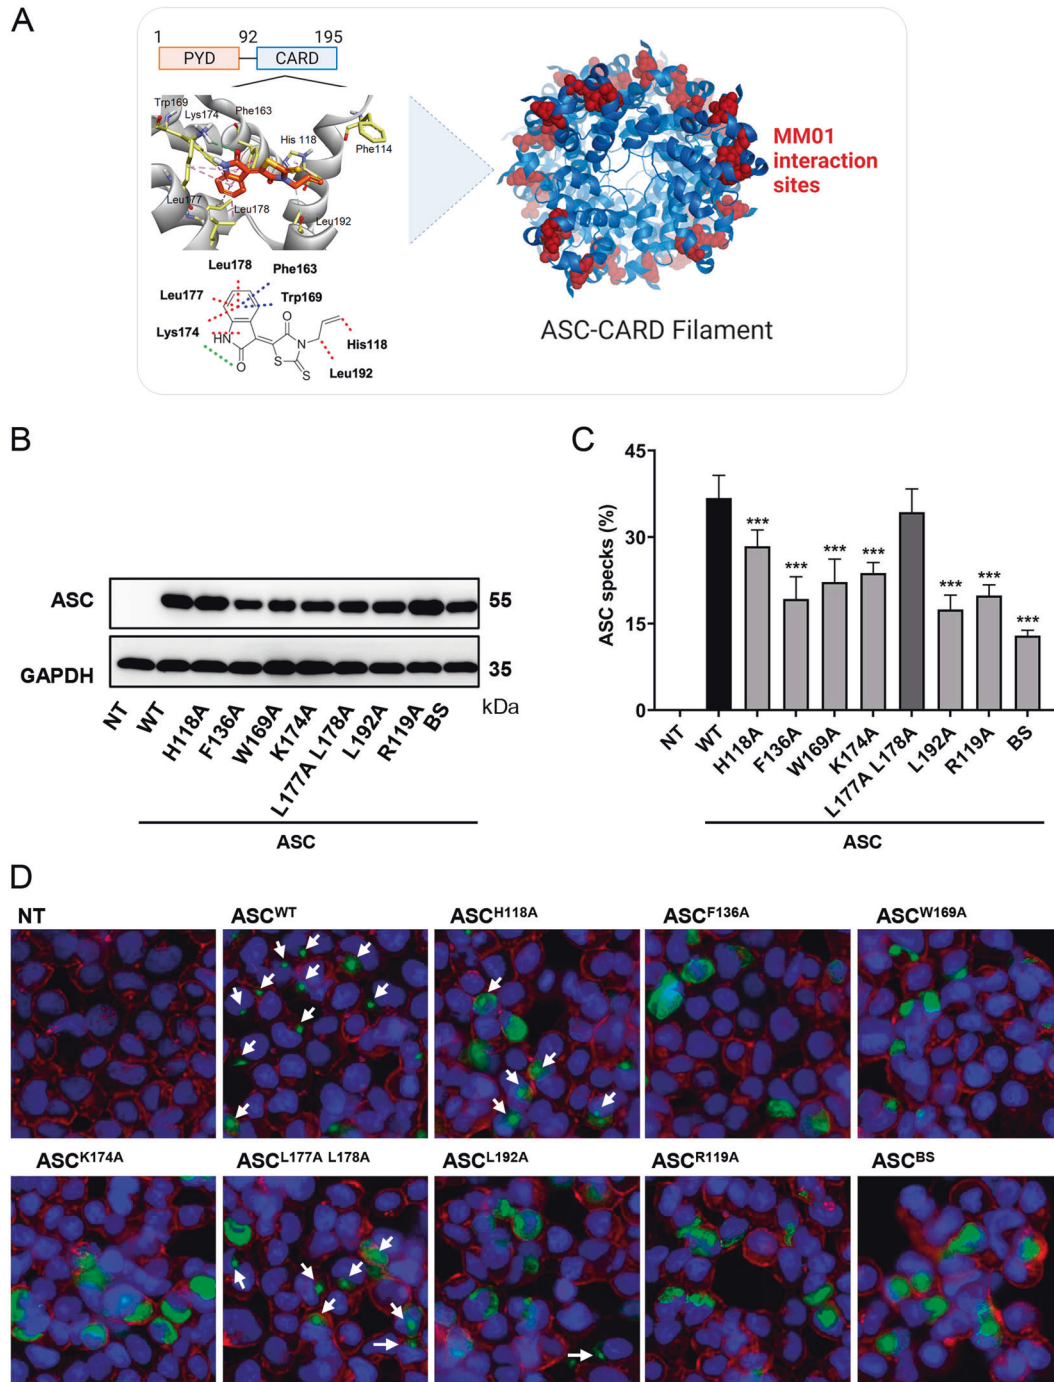 A
1 92 195
PYD CARD
Trp169
Lys174
Phe163
His 118
Phe114
Leu177
Leu178
Leu192
Leu178
Phe163
Leu177
Trp169
Lys174
O
HN
N
His118
O
S
S
Leu192
MM01
interaction
sites
ASC-CARD Filament
B
ASC
55
GAPDH
35
kDa
NT
WT
H118A
F136A
W169A
K174A
L177A L178A
L192A
R119A
BS
ASC
C
ASC specks (%)
45
30
15
0
***
***
***
***
***
***
***
NT
WT
H118A
F136A
W169A
K174A
L177A L178A
L192A
R119A
BS
ASC
D
NT
ASCWT
ASCH118A
ASCF136A
ASCW169A
ASCK174A
ASCL177A L178A
ASCL192A
ASCR119A
ASCBS